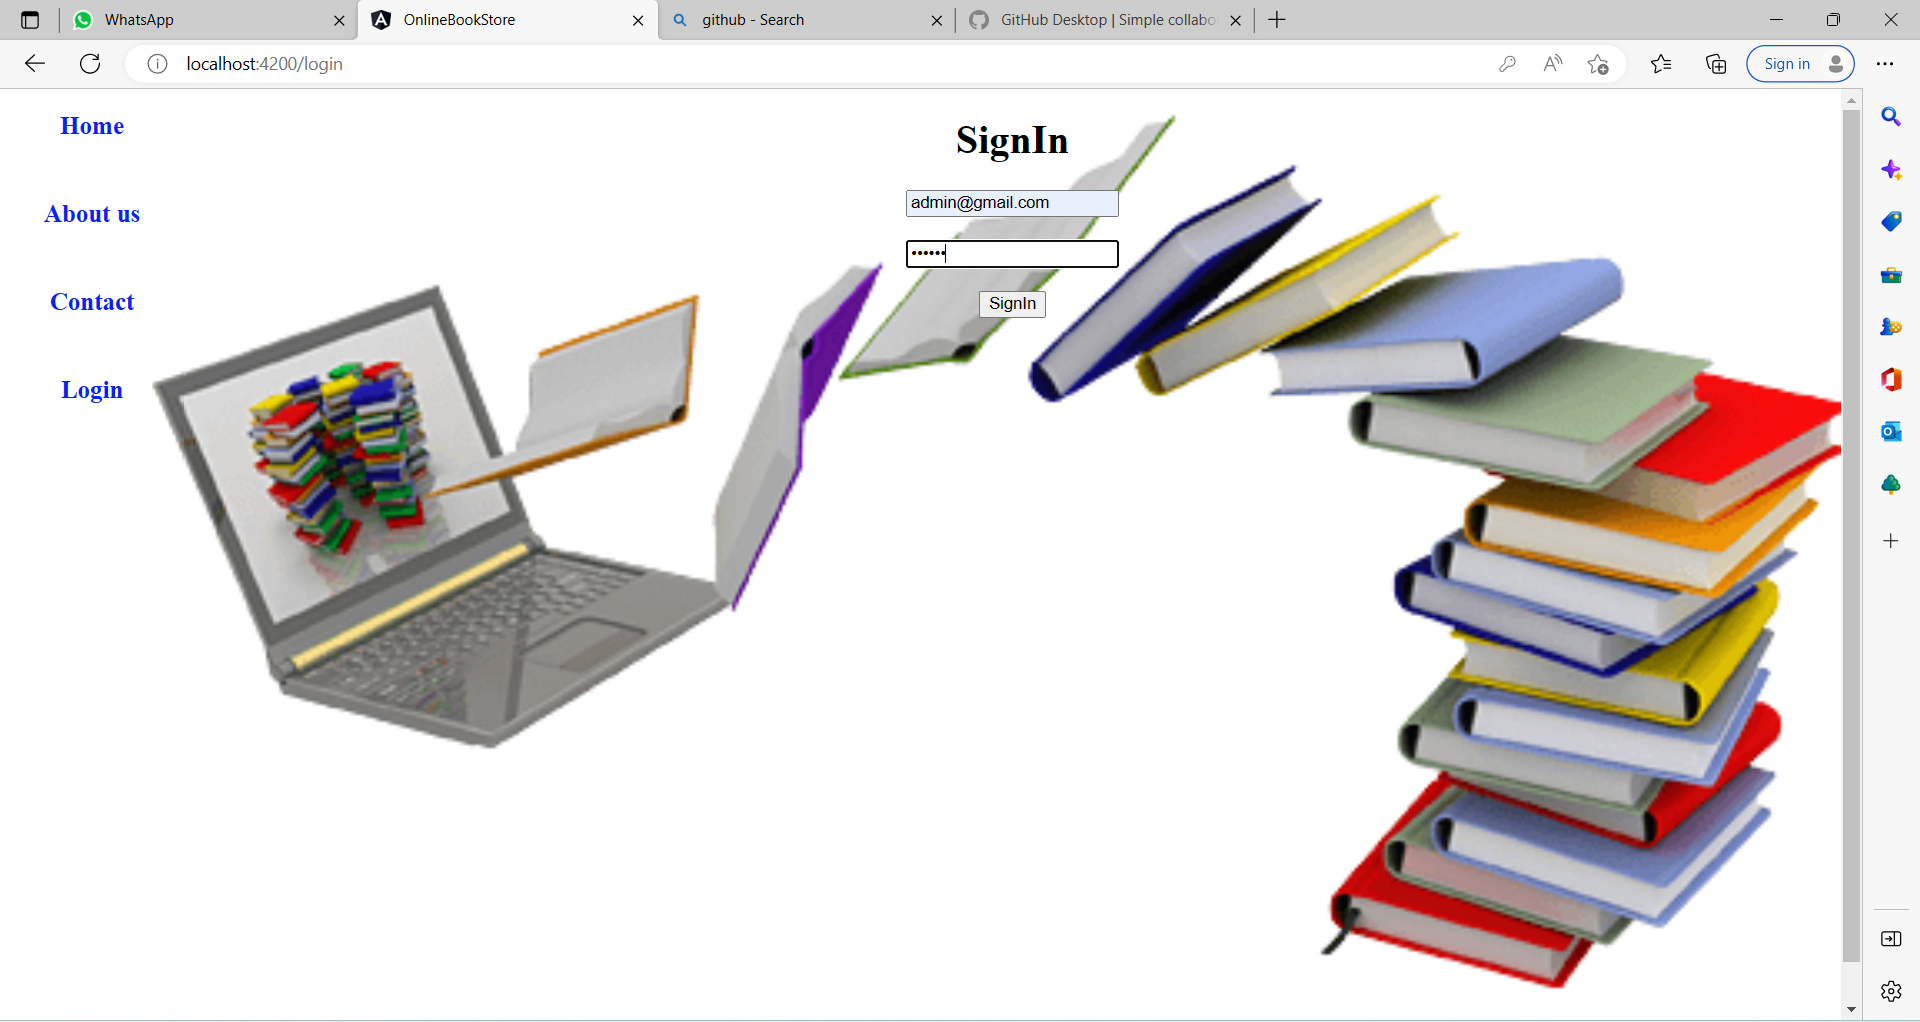 WhatsApp
OnlineBookStore
github - Search
GitHub Desktop | Simple collabo
localhost:4200/login
Sign in
Home
About us
Contact
Login
SignIn
admin@gmail.com
••••••
SignIn